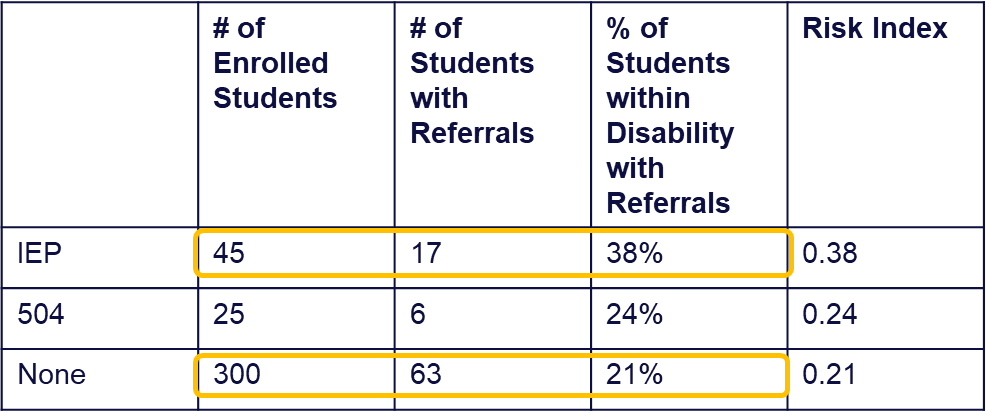 # of Enrolled Students | # of Students with Referrals | % of Students within Disability with Referrals | Risk Index
IEP 45 17 38% 0.38
504 25 6 24% 0.24
None 300 63 21% 0.21